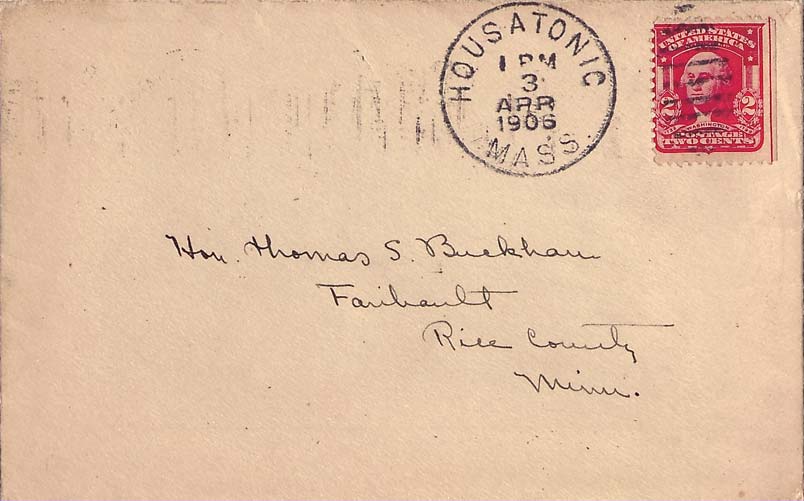 HOUSATONIC
1 PM
3
APR
1906
MASS.
UNITED STATES
OF AMERICA
2 2
WASHINGTON
POSTAGE
TWO CENTS
Hon. Thomas S. Buckham
Faribault
Rice County
Minn.